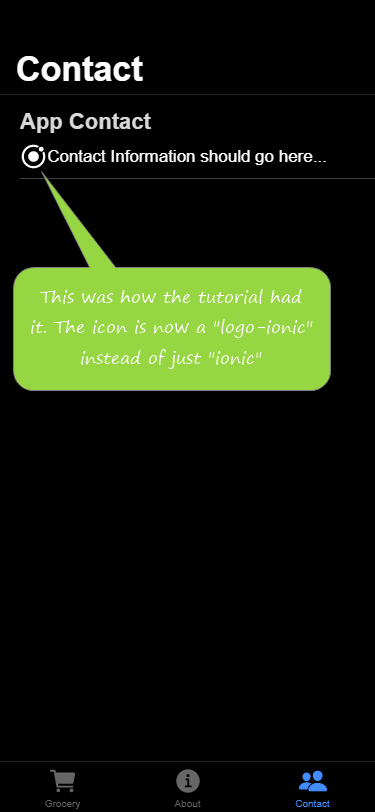 Contact
App Contact
Contact Information should go here...
This was how the tutorial had
it. The icon is now a "logo-ionic"
instead of just "ionic"
Grocery
About
Contact